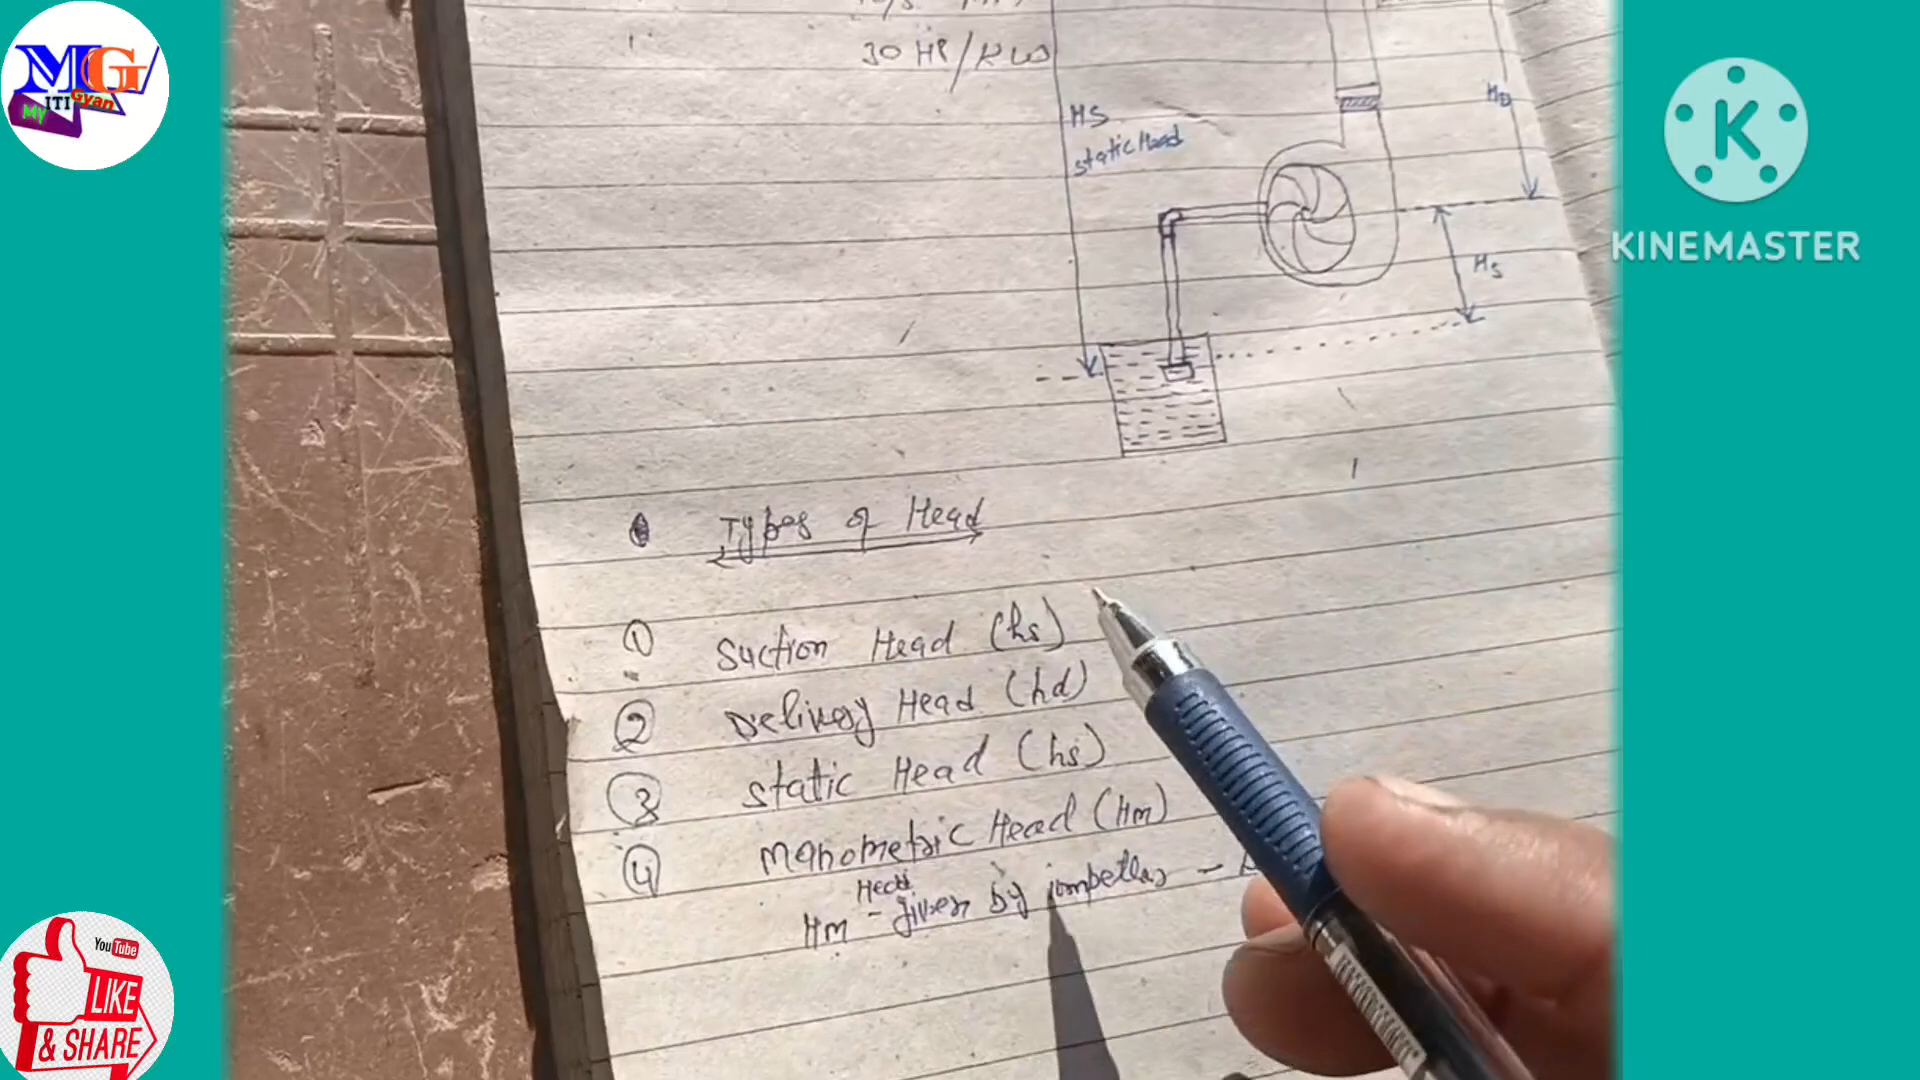 MG
ITI
Gyan
My
30 HP/KW
HS
static Head
HD
Hs
K
KINEMASTER
Types of Head
① Suction Head (hs)
② Delivery Head (hd)
③ static Head (hs)
④ Manometric Head (Hm)
Head
Hm - given by impeller -
YouTube
LIKE
& SHARE